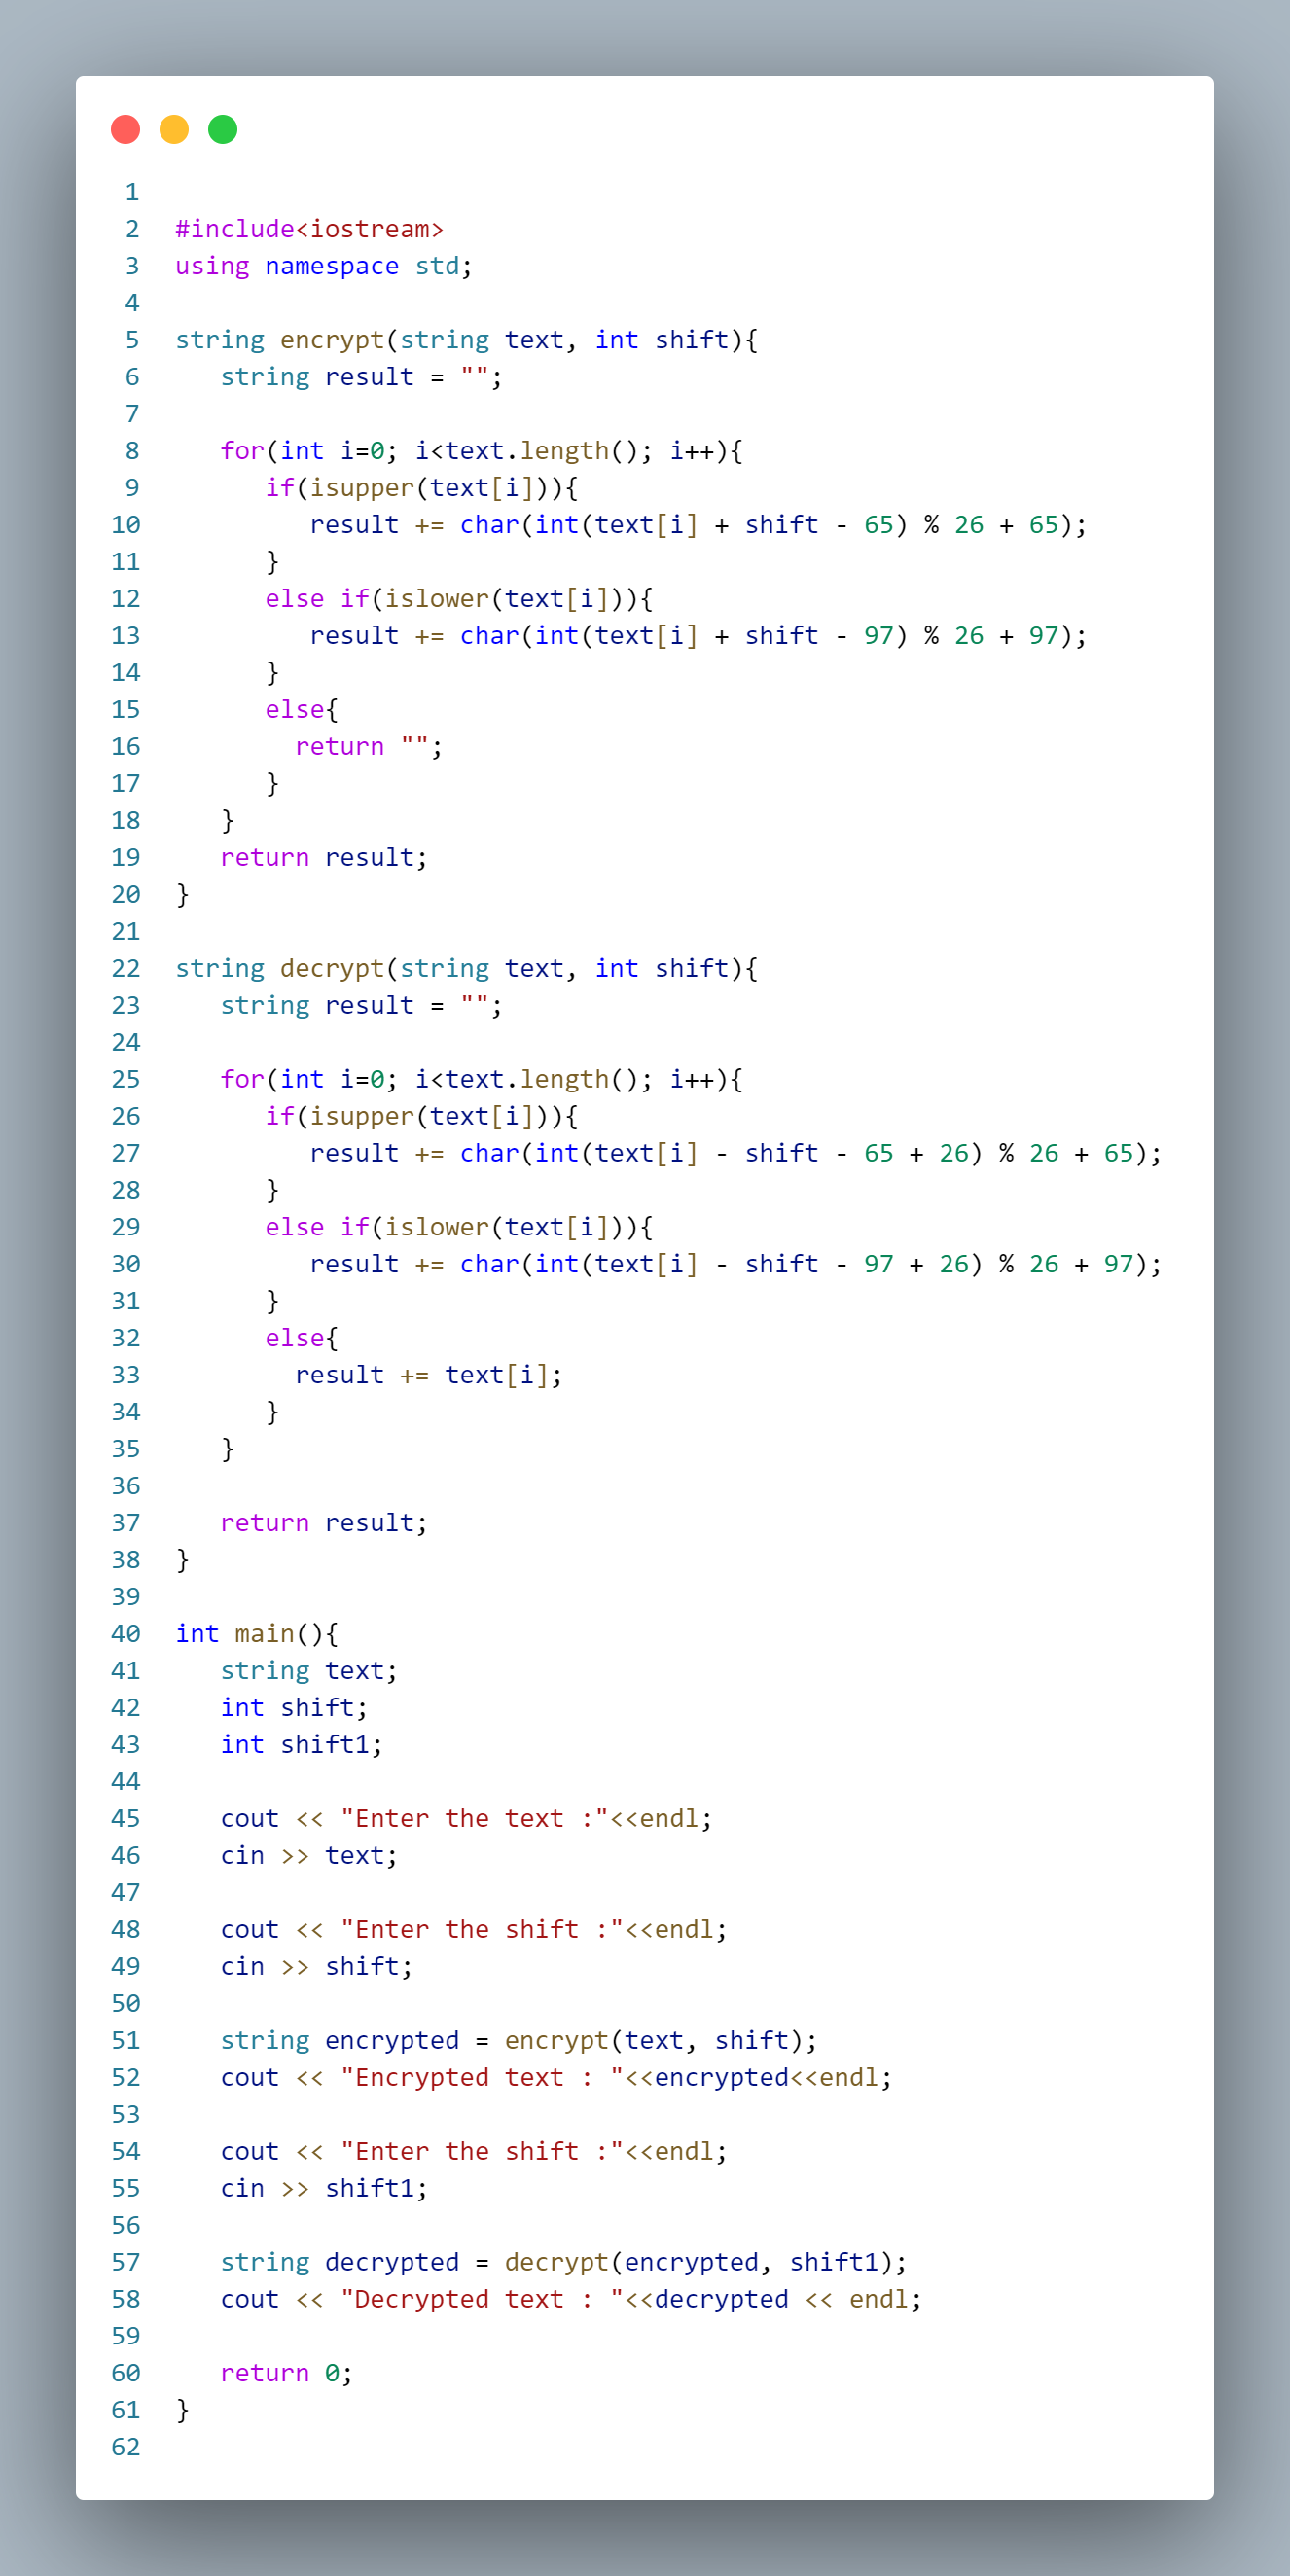 1
2 #include<iostream>
3 using namespace std;
4
5 string encrypt(string text, int shift){
6    string result = "";
7
8    for(int i=0; i<text.length(); i++){
9       if(isupper(text[i])){
10          result += char(int(text[i] + shift - 65) % 26 + 65);
11       }
12       else if(islower(text[i])){
13          result += char(int(text[i] + shift - 97) % 26 + 97);
14       }
15       else{
16         return "";
17       }
18    }
19    return result;
20 }
21
22 string decrypt(string text, int shift){
23    string result = "";
24
25    for(int i=0; i<text.length(); i++){
26       if(isupper(text[i])){
27          result += char(int(text[i] - shift - 65 + 26) % 26 + 65);
28       }
29       else if(islower(text[i])){
30          result += char(int(text[i] - shift - 97 + 26) % 26 + 97);
31       }
32       else{
33         result += text[i];
34       }
35    }
36
37    return result;
38 }
39
40 int main(){
41    string text;
42    int shift;
43    int shift1;
44
45    cout << "Enter the text :"<<endl;
46    cin >> text;
47
48    cout << "Enter the shift :"<<endl;
49    cin >> shift;
50
51    string encrypted = encrypt(text, shift);
52    cout << "Encrypted text : "<<encrypted<<endl;
53
54    cout << "Enter the shift :"<<endl;
55    cin >> shift1;
56
57    string decrypted = decrypt(encrypted, shift1);
58    cout << "Decrypted text : "<<decrypted << endl;
59
60    return 0;
61 }
62